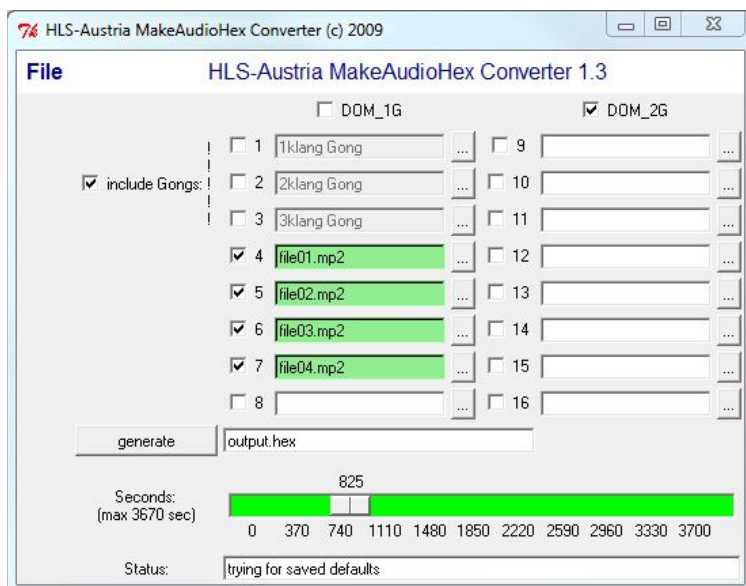 7% HLS-Austria MakeAudioHex Converter (c) 2009
File HLS-Austria MakeAudioHex Converter 1.3
DOM_1G DOM_2G
! 1 1klang Gong ... 9 ...
!
include Gongs: ! 2 2klang Gong ... 10 ...
!
! 3 3klang Gong ... 11 ...
4 file01.mp2 ... 12 ...
5 file02.mp2 ... 13 ...
6 file03.mp2 ... 14 ...
7 file04.mp2 ... 15 ...
8 ... 16 ...
generate output.hex
825
Seconds:
(max 3670 sec)
0 370 740 1110 1480 1850 2220 2590 2960 3330 3700
Status: trying for saved defaults